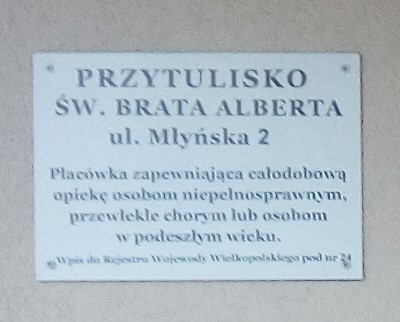 PRZYTULISKO
ŚW. BRATA ALBERTA
ul. Młyńska 2
Placówka zapewniająca całodobową
opiekę osobom niepełnosprawnym,
przewlekle chorym lub osobom
w podeszłym wieku.
Wpis do Rejestru Wojewody Wielkopolskiego pod nr 24